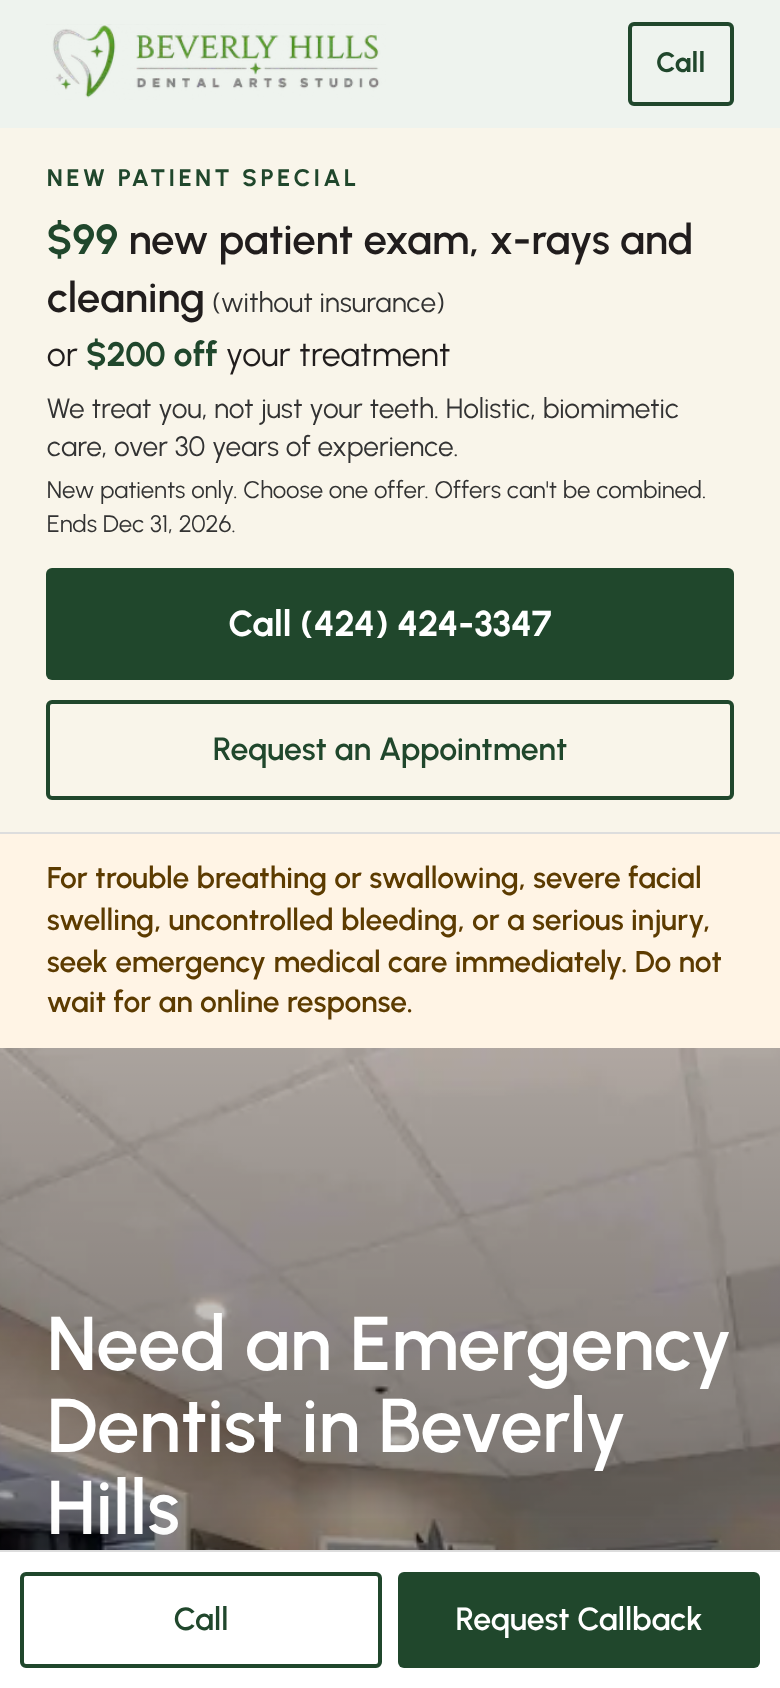 BEVERLY HILLS
DENTAL ARTS STUDIO
Call
NEW PATIENT SPECIAL
$99 new patient exam, x-rays and
cleaning (without insurance)
or $200 off your treatment
We treat you, not just your teeth. Holistic, biomimetic
care, over 30 years of experience.
New patients only. Choose one offer. Offers can't be combined.
Ends Dec 31, 2026.
Call (424) 424-3347
Request an Appointment
For trouble breathing or swallowing, severe facial
swelling, uncontrolled bleeding, or a serious injury,
seek emergency medical care immediately. Do not
wait for an online response.
Need an Emergency
Dentist in Beverly
Hills
Call
Request Callback